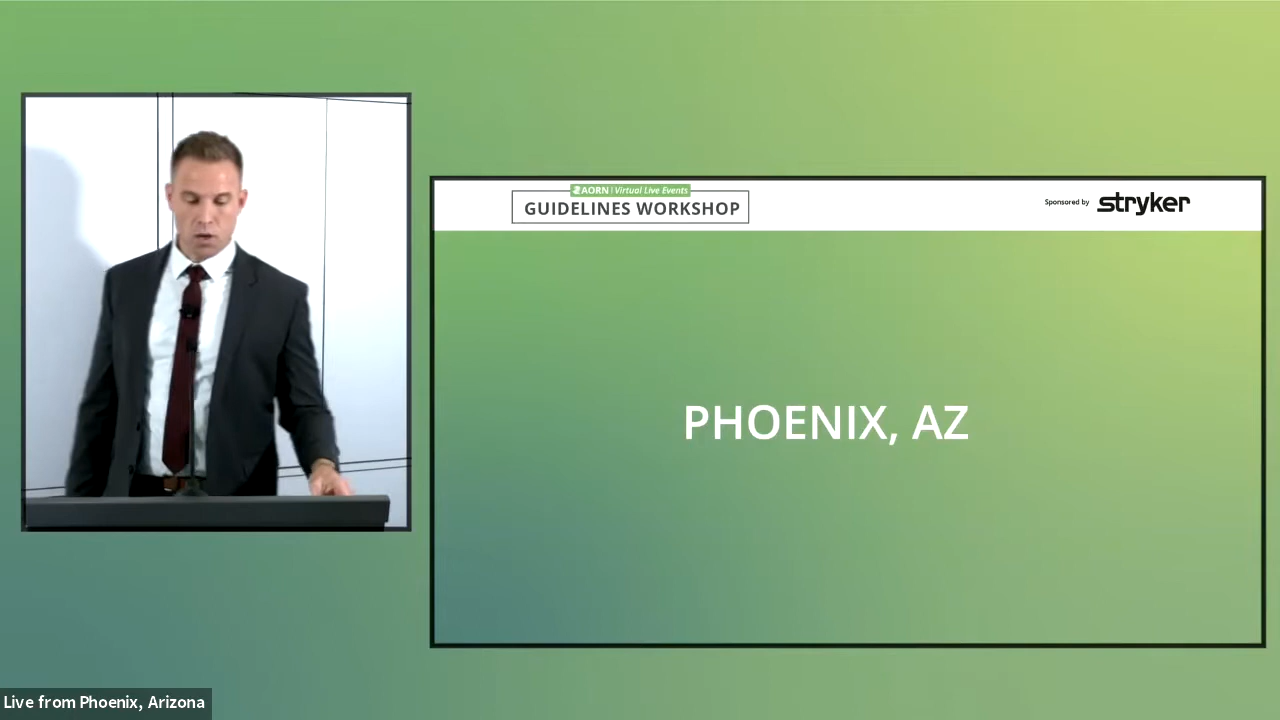 AORN | Virtual Live Events
GUIDELINES WORKSHOP
Sponsored by stryker
PHOENIX, AZ
Live from Phoenix, Arizona